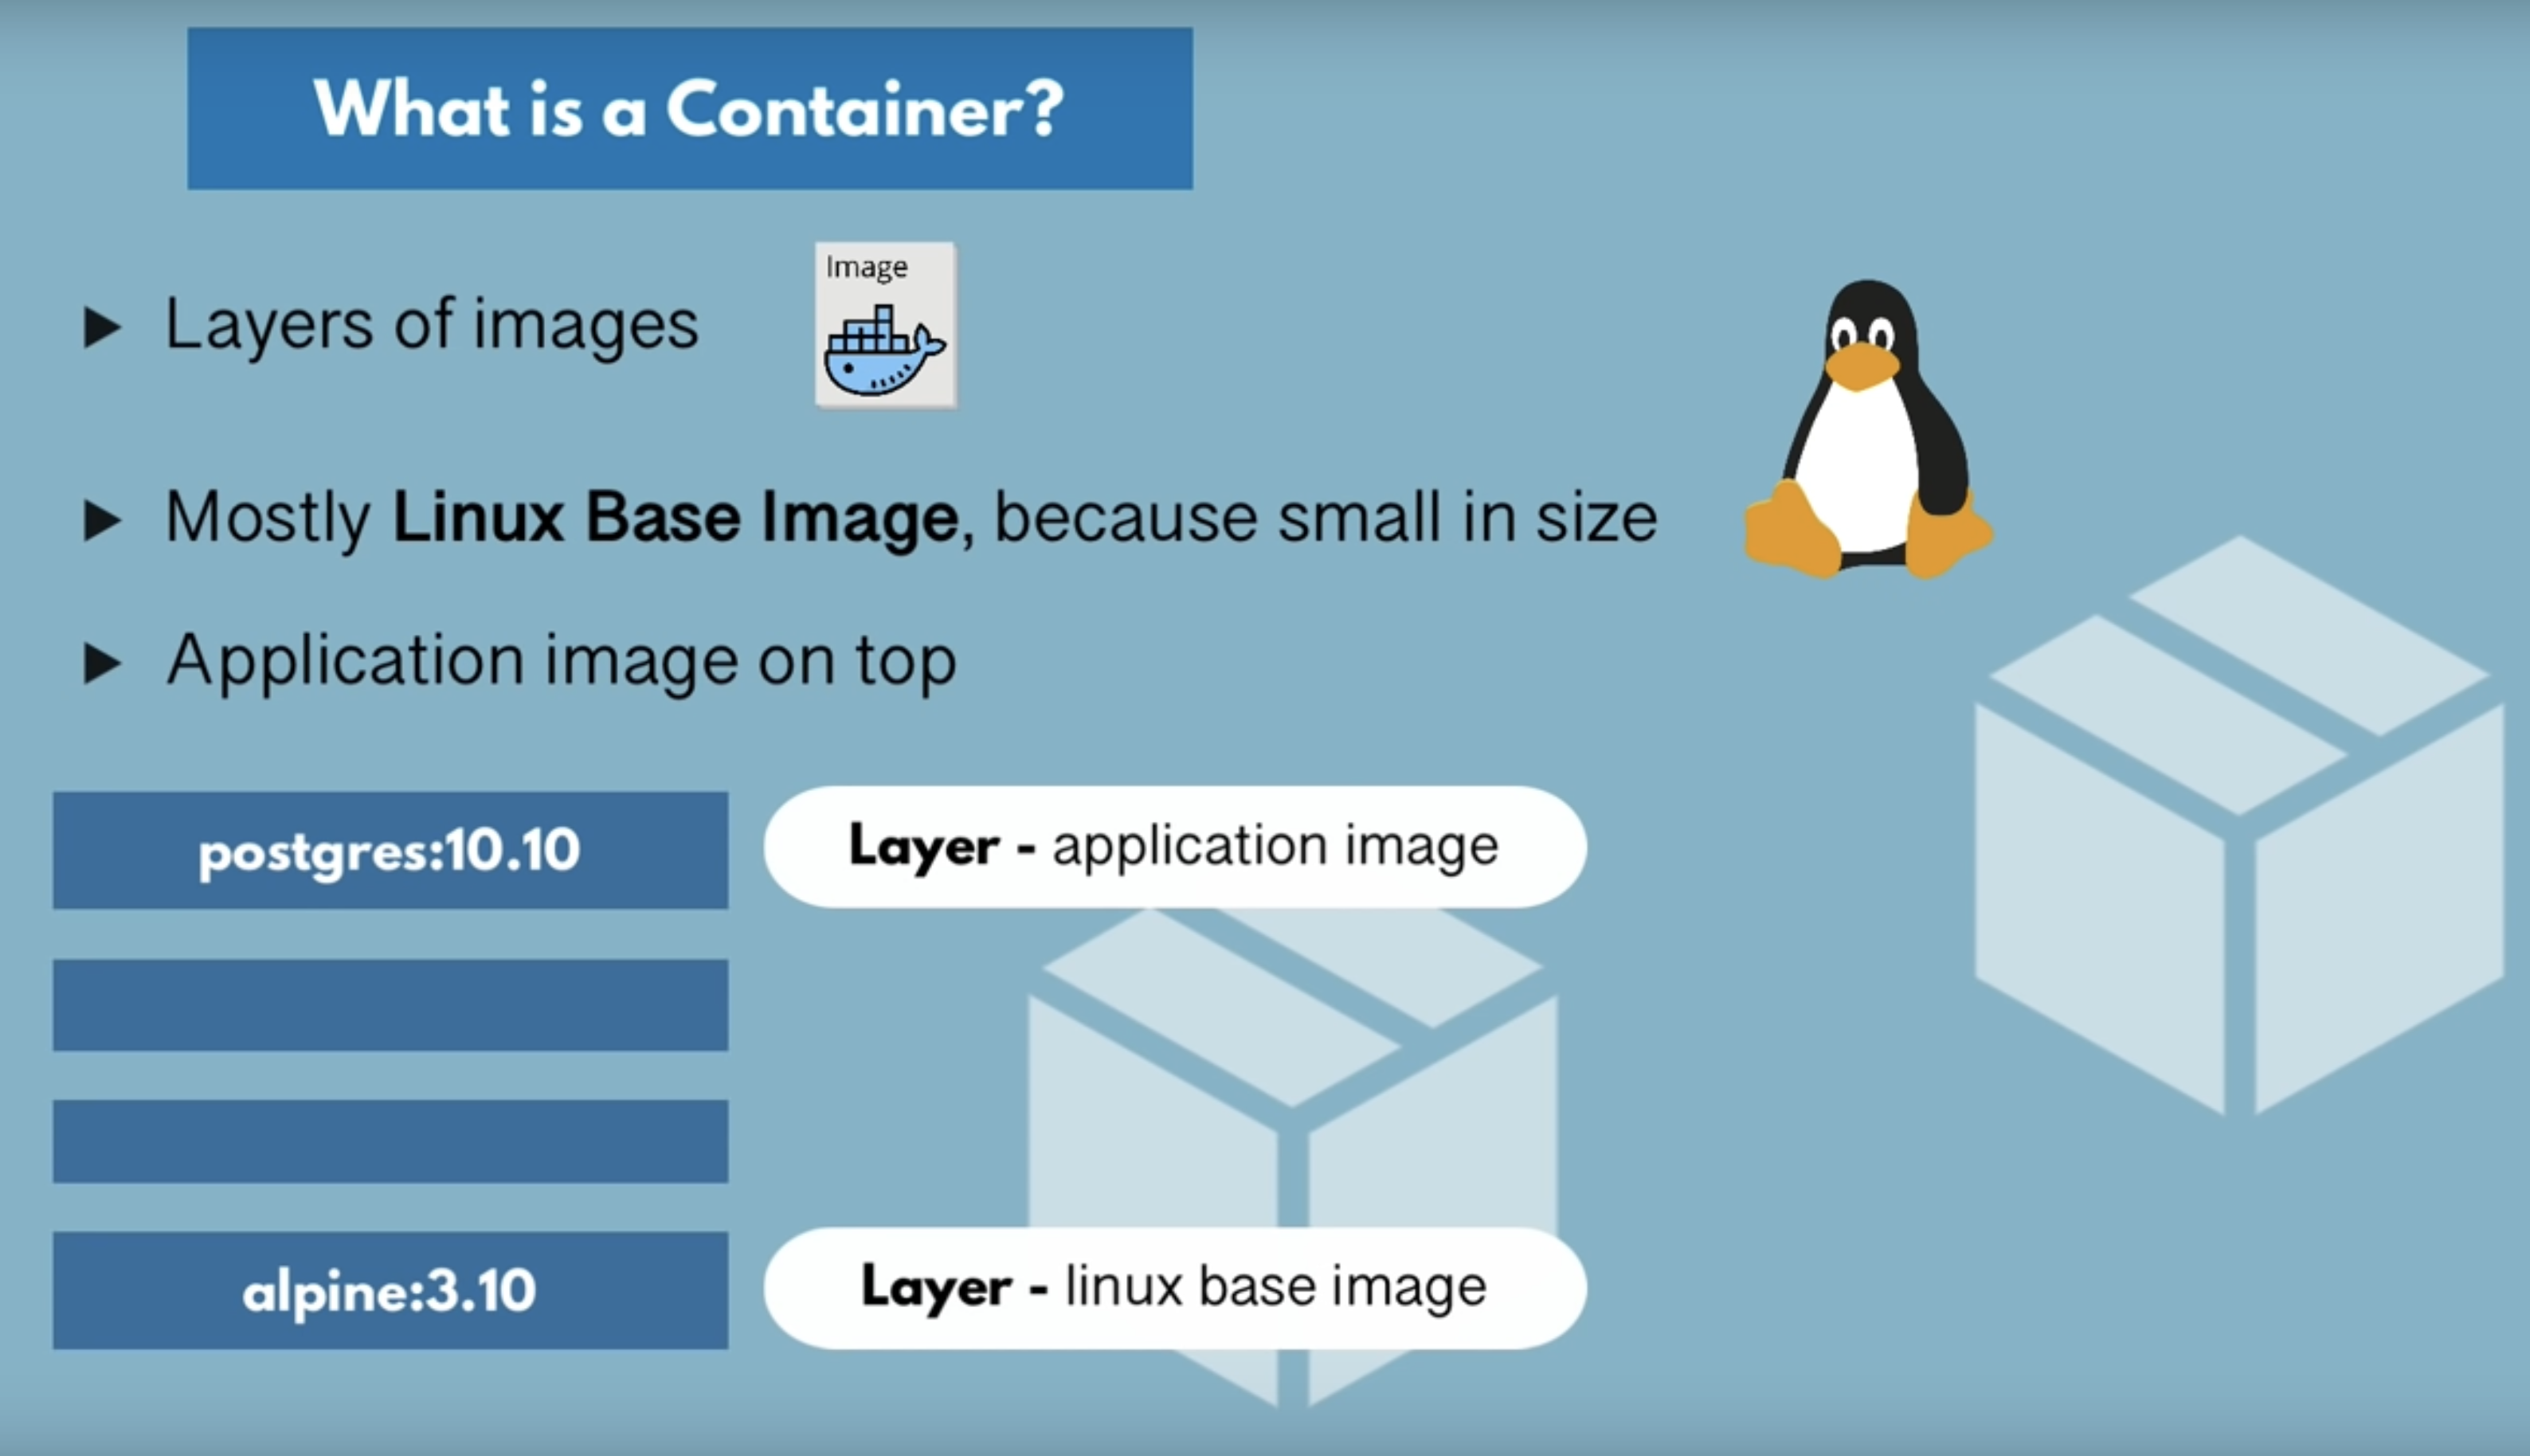 What is a Container?
Image
Layers of images
Mostly Linux Base Image, because small in size
Application image on top
postgres:10.10
Layer - application image
alpine:3.10
Layer - linux base image